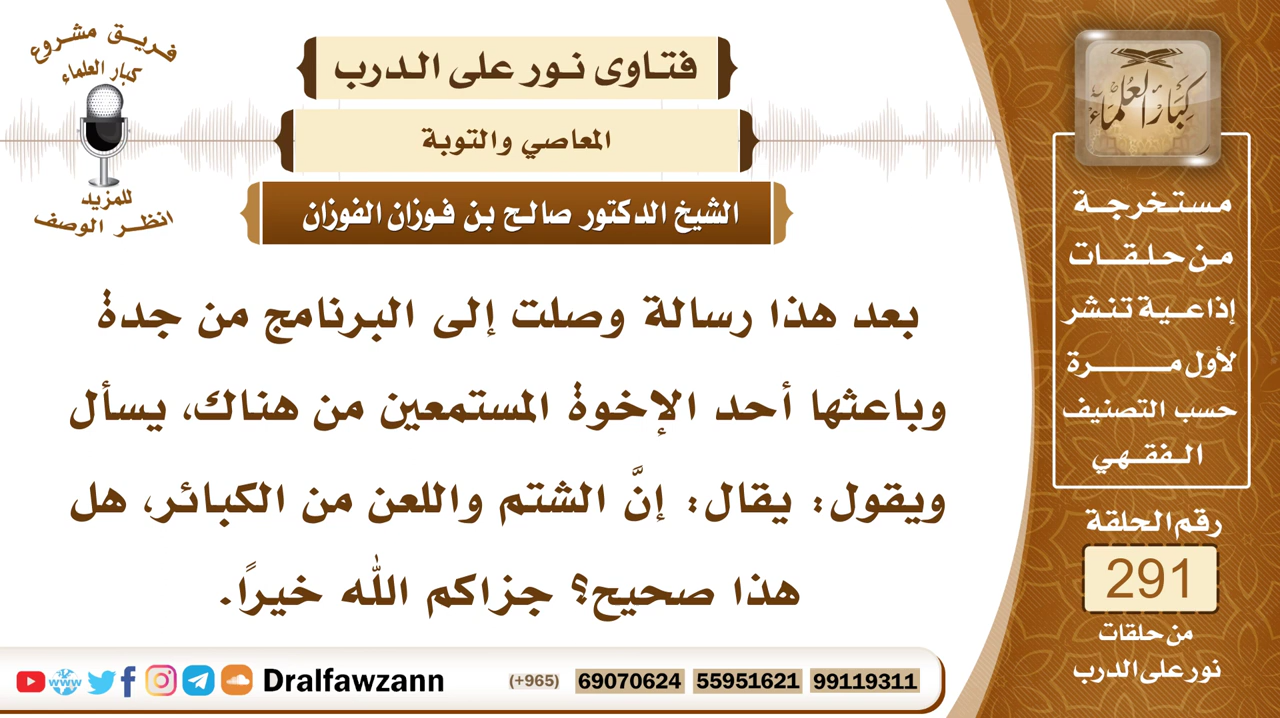 فريق مشروع
كبار العلماء
للمزيد
انظر الوصف
فتاوى نور على الدرب
المعاصي والتوبة
الشيخ الدكتور صالح بن فوزان الفوزان
بعد هذا رسالة وصلت إلى البرنامج من جدة
وباعثها أحد الإخوة المستمعين من هناك، يسأل
ويقول: يقال: إنَّ الشتم واللعن من الكبائر، هل
هذا صحيح؟ جزاكم الله خيرًا.
كبار العلماء
مستخرجة
من حلقات
إذاعية تنشر
لأول مرة
حسب التصنيف
الفقهي
رقم الحلقة
291
من حلقات
نور على الدرب
www Dralfawzann (+965) 69070624 55951621 99119311